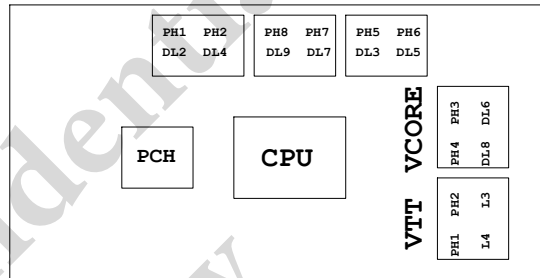 PH1 PH2 PH8 PH7 PH5 PH6
DL2 DL4 DL9 DL7 DL3 DL5
VCORE
PH3 DL6
PH4 DL8
PCH
CPU
VTT
PH2 L3
PH1 L4